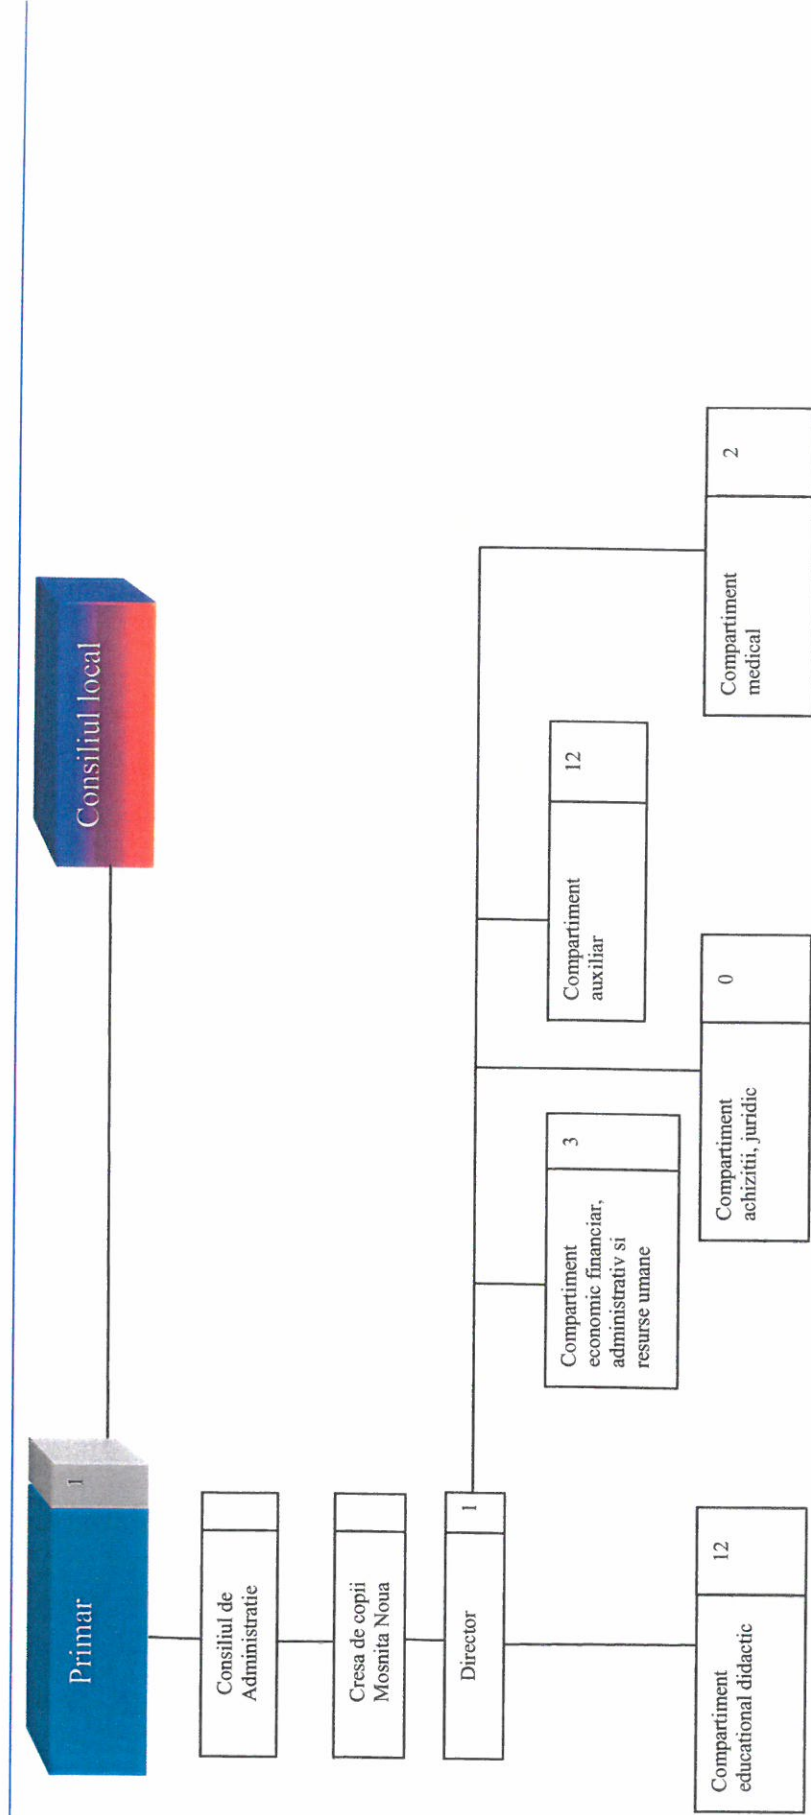 Primar
1
Consiliul local
Consiliul de
Administratie
Cresa de copii
Mosnita Noua
Director
1
Compartiment
economic financiar,
administrativ si
resurse umane
3
Compartiment
auxiliar
12
Compartiment
educational didactic
12
Compartiment
achizitii, juridic
0
Compartiment
medical
2